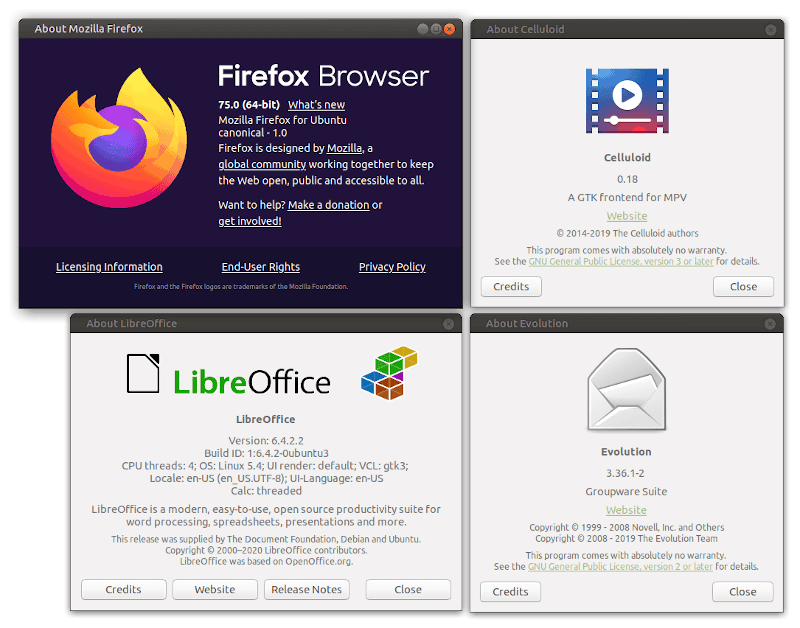 About Mozilla Firefox
Firefox Browser
75.0 (64-bit) What's new
Mozilla Firefox for Ubuntu
canonical - 1.0
Firefox is designed by Mozilla, a
global community working together to keep
the Web open, public and accessible to all.
Want to help? Make a donation or
get involved!
Licensing Information End-User Rights Privacy Policy
Firefox and the Firefox logos are trademarks of the Mozilla Foundation.
About Celluloid
Celluloid
0.18
A GTK frontend for MPV
Website
© 2014-2019 The Celluloid authors
This program comes with absolutely no warranty.
See the GNU General Public License, version 3 or later for details.
Credits Close
About LibreOffice
LibreOffice
LibreOffice
Version: 6.4.2.2
Build ID: 1:6.4.2-0ubuntu3
CPU threads: 4; OS: Linux 5.4; UI render: default; VCL: gtk3;
Locale: en-US (en_US.UTF-8); UI-Language: en-US
Calc: threaded
LibreOffice is a modern, easy-to-use, open source productivity suite for
word processing, spreadsheets, presentations and more.
This release was supplied by The Document Foundation, Debian and Ubuntu.
Copyright © 2000–2020 LibreOffice contributors.
LibreOffice was based on OpenOffice.org.
Credits Website Release Notes Close
About Evolution
Evolution
3.36.1-2
Groupware Suite
Website
Copyright © 1999 - 2008 Novell, Inc. and Others
Copyright © 2008 - 2019 The Evolution Team
This program comes with absolutely no warranty.
See the GNU General Public License, version 2 or later for details.
Credits Close